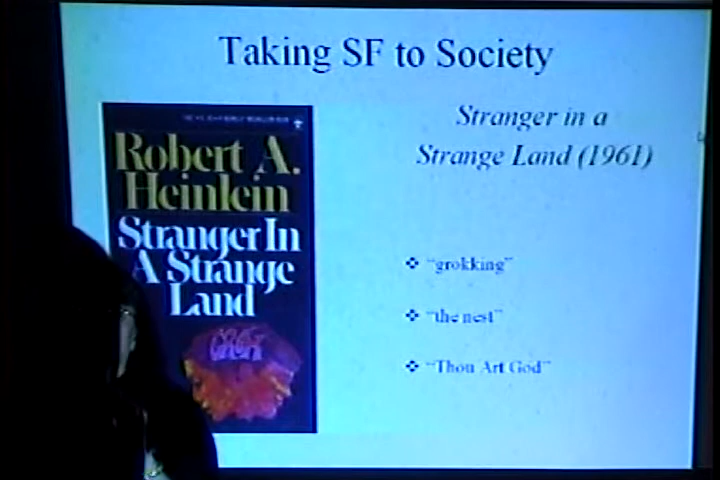 Taking SF to Society
Robert A.
Heinlein
Stranger In
A Strange
Land
Stranger in a
Strange Land (1961)
"grokking"
"the nest"
"Thou Art God"